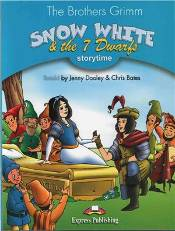 The Brothers Grimm
SNOW WHITE
& the 7 Dwarfs
storytime
Retold by Jenny Dooley & Chris Bates
Express Publishing